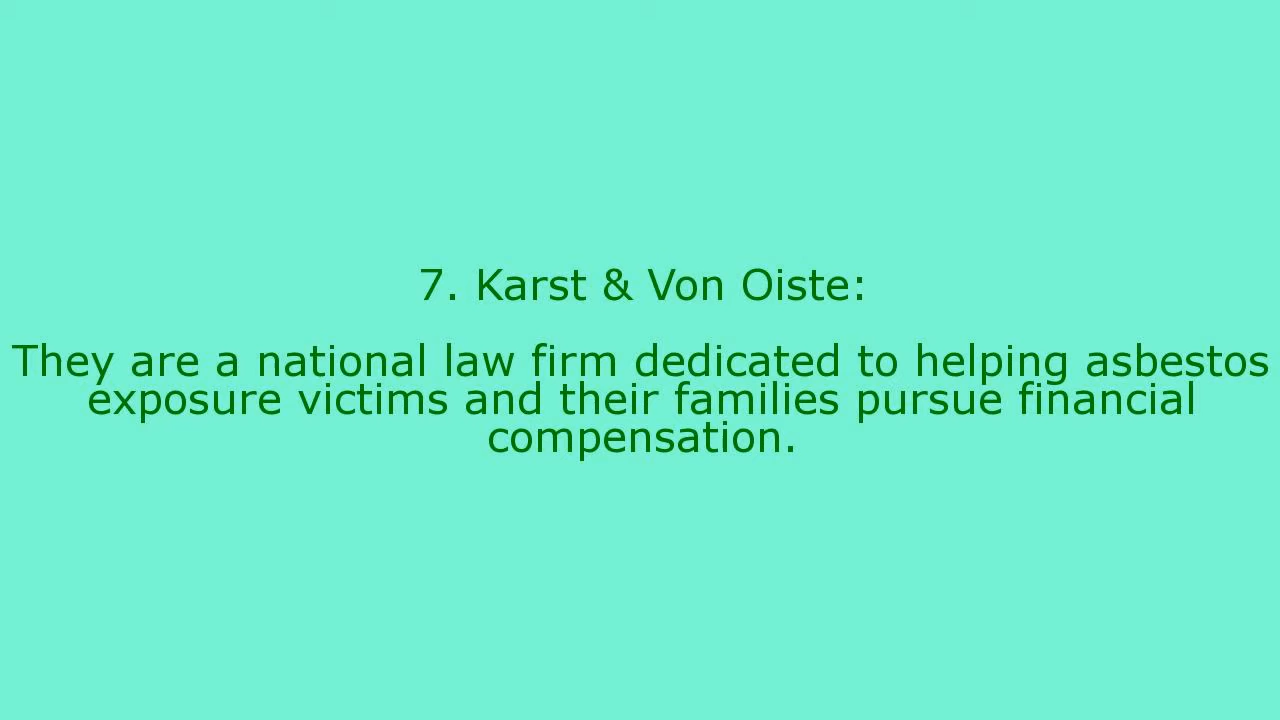 7. Karst & Von Oiste:
They are a national law firm dedicated to helping asbestos
exposure victims and their families pursue financial
compensation.